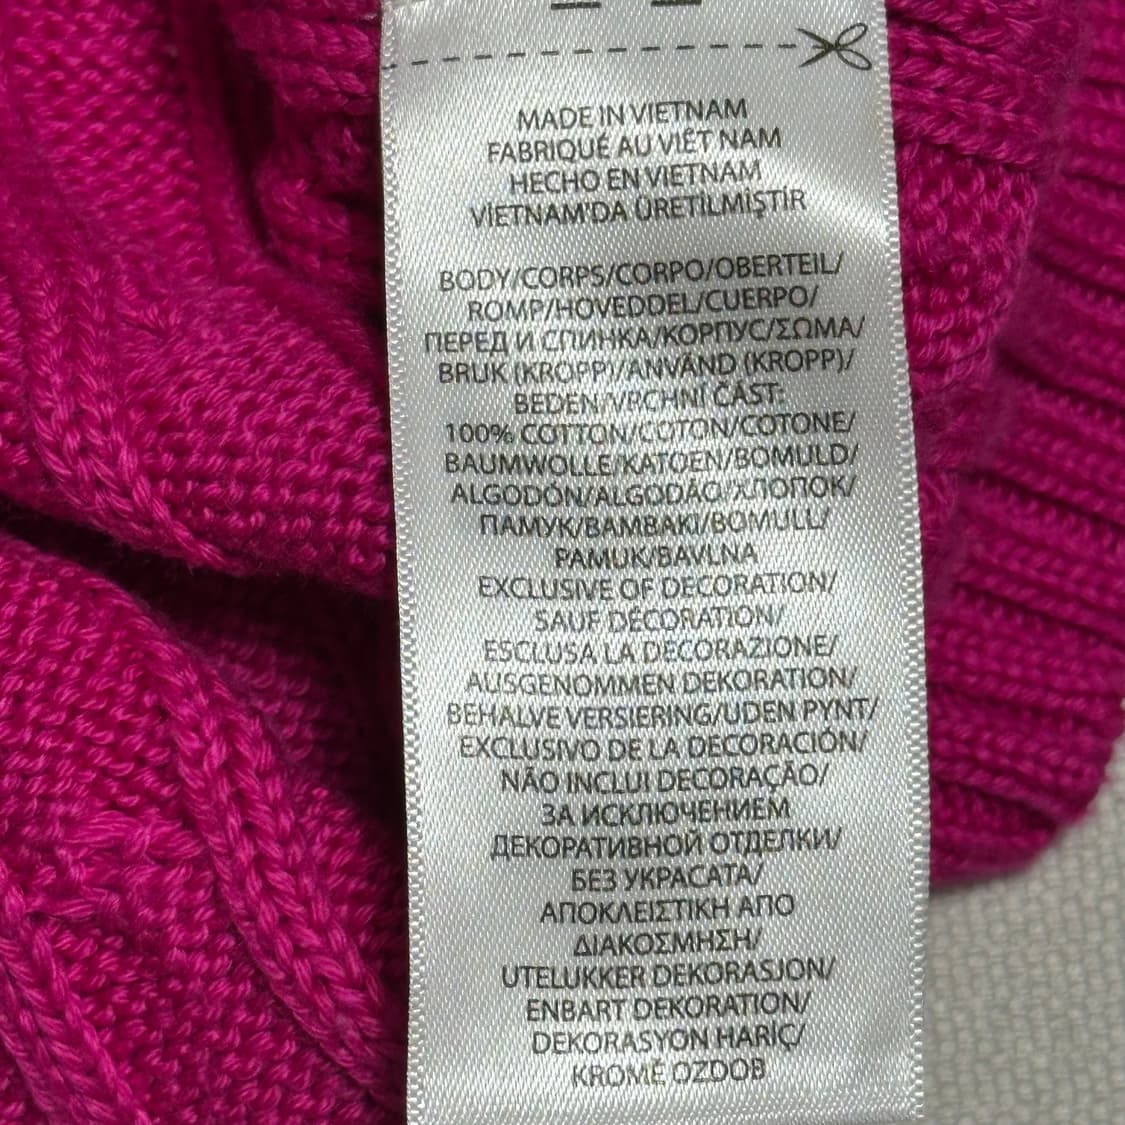 MADE IN VIETNAM
FABRIQUÉ AU VIÊT NAM
HECHO EN VIETNAM
VİETNAM'DA ÜRETİLMİŞTİR
BODY/CORPS/CORPO/OBERTEIL/
ROMP/HOVEDDEL/CUERPO/
ПЕРЕД И СПИНКА/КОРПУС/ΣΩΜΑ/
BRUK (KROPP)/ANVÄND (KROPP)/
BEDEN/VRCHNÍ ČÁST:
100% COTTON/COTON/COTONE/
BAUMWOLLE/KATOEN/BOMULD/
ALGODÓN/ALGODÃO/ХЛОПОК/
ПАМУК/ΒΑΜΒΑΚΙ/BOMULL/
PAMUK/BAVLNA
EXCLUSIVE OF DECORATION/
SAUF DÉCORATION/
ESCLUSA LA DECORAZIONE/
AUSGENOMMEN DEKORATION/
BEHALVE VERSIERING/UDEN PYNT/
EXCLUSIVO DE LA DECORACIÓN/
NÃO INCLUI DECORAÇÃO/
ЗА ИСКЛЮЧЕНИЕМ
ДЕКОРАТИВНОЙ ОТДЕЛКИ/
БЕЗ УКРАСАТА/
ΑΠΟΚΛΕΙΣΤΙΚΗ ΑΠΟ
ΔΙΑΚΟΣΜΗΣΗ/
UTELUKKER DEKORASJON/
ENBART DEKORATION/
DEKORASYON HARİÇ/
KROMĚ OZDOB